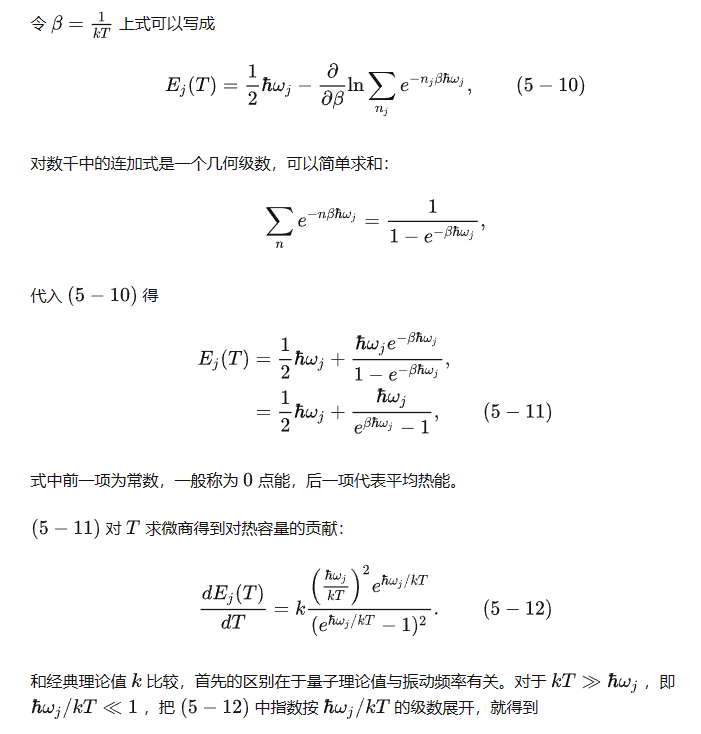 令 $\beta = \frac{1}{kT}$ 上式可以写成
$$E_j(T) = \frac{1}{2}\hbar\omega_j - \frac{\partial}{\partial\beta}\ln\sum_{n_j} e^{-n_j\beta\hbar\omega_j}, \qquad (5-10)$$
对数千中的连加式是一个几何级数，可以简单求和：
$$\sum_n e^{-n\beta\hbar\omega_j} = \frac{1}{1 - e^{-\beta\hbar\omega_j}},$$
代入 $(5-10)$ 得
$$E_j(T) = \frac{1}{2}\hbar\omega_j + \frac{\hbar\omega_j e^{-\beta\hbar\omega_j}}{1 - e^{-\beta\hbar\omega_j}},$$
$$= \frac{1}{2}\hbar\omega_j + \frac{\hbar\omega_j}{e^{\beta\hbar\omega_j} - 1}, \qquad (5-11)$$
式中前一项为常数，一般称为 0 点能，后一项代表平均热能。
$(5-11)$ 对 $T$ 求微商得到对热容量的贡献：
$$\frac{dE_j(T)}{dT} = k\frac{\left(\frac{\hbar\omega_j}{kT}\right)^2 e^{\hbar\omega_j/kT}}{(e^{\hbar\omega_j/kT} - 1)^2}. \qquad (5-12)$$
和经典理论值 $k$ 比较，首先的区别在于量子理论值与振动频率有关。对于 $kT \gg \hbar\omega_j$ ，即
$\hbar\omega_j/kT \ll 1$ ，把 $(5-12)$ 中指数按 $\hbar\omega_j/kT$ 的级数展开，就得到